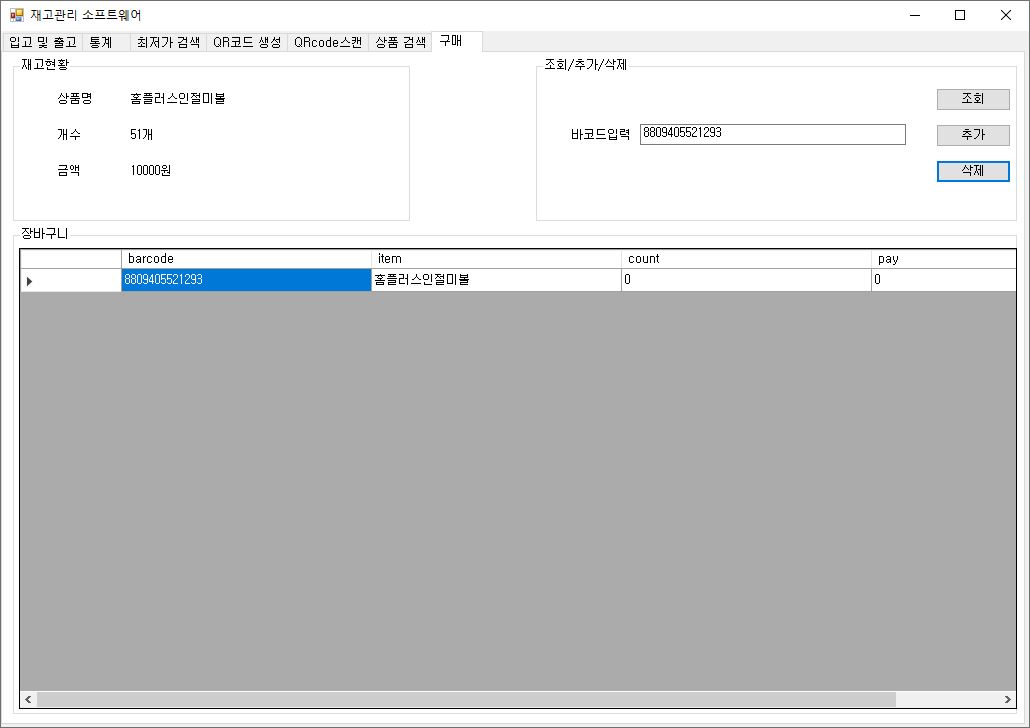 재고관리 소프트웨어
입고 및 출고 통계 최저가 검색 QR코드 생성 QRcode스캔 상품 검색 구매
재고현황
상품명 홈플러스인절미볼
개수 51개
금액 10000원
조회/추가/삭제
조회
바코드입력 8809405521293 추가
삭제
장바구니
barcode item count pay
8809405521293 홈플러스인절미볼 0 0